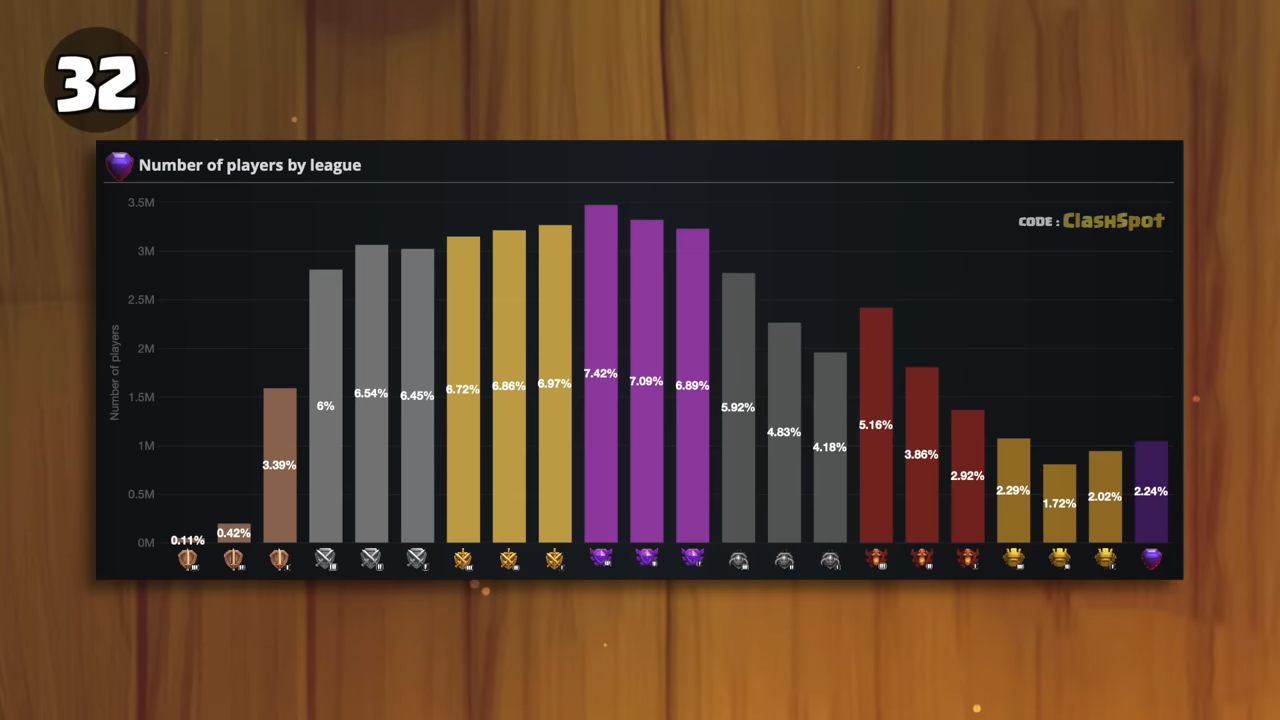 32
Number of players by league
CODE : ClashSpot
3.5M
3M
2.5M
2M
1.5M
1M
0.5M
0M
Number of players
0.11%
0.42%
3.39%
6%
6.54%
6.45%
6.72%
6.86%
6.97%
7.42%
7.09%
6.89%
5.92%
4.83%
4.18%
5.16%
3.86%
2.92%
2.29%
1.72%
2.02%
2.24%